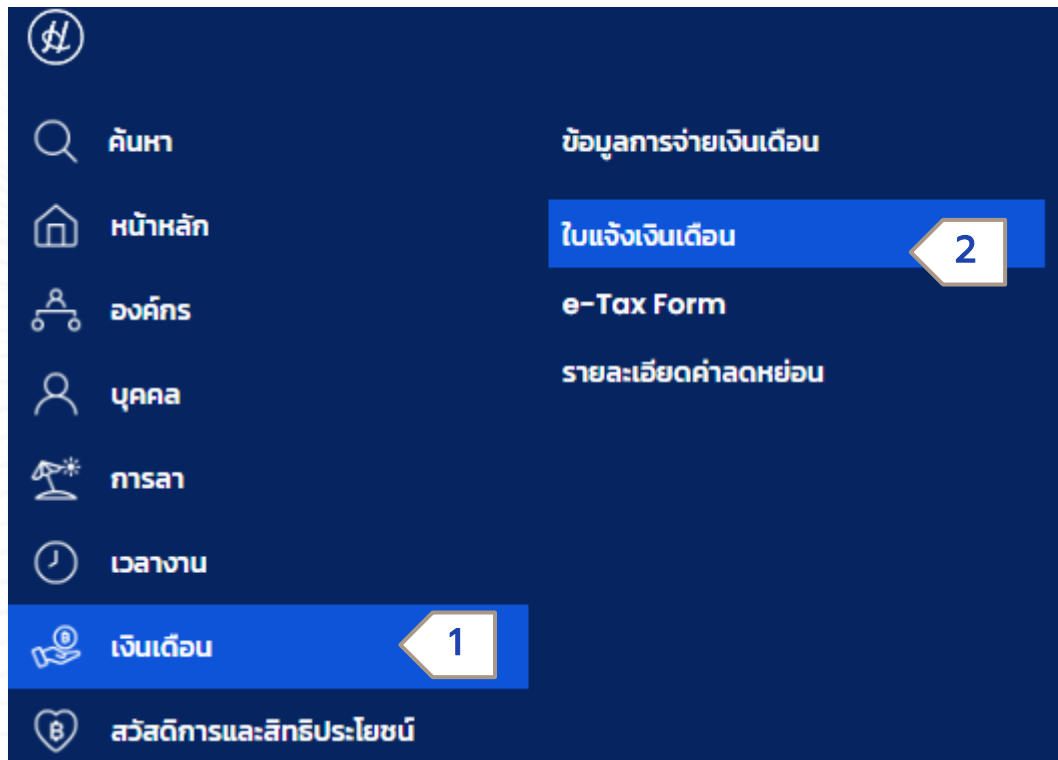 ค้นหา
หน้าหลัก
องค์กร
บุคคล
การลา
เวลางาน
เงินเดือน
1
สวัสดิการและสิทธิประโยชน์
ข้อมูลการจ่ายเงินเดือน
ใบแจ้งเงินเดือน
2
e-Tax Form
รายละเอียดค่าลดหย่อน